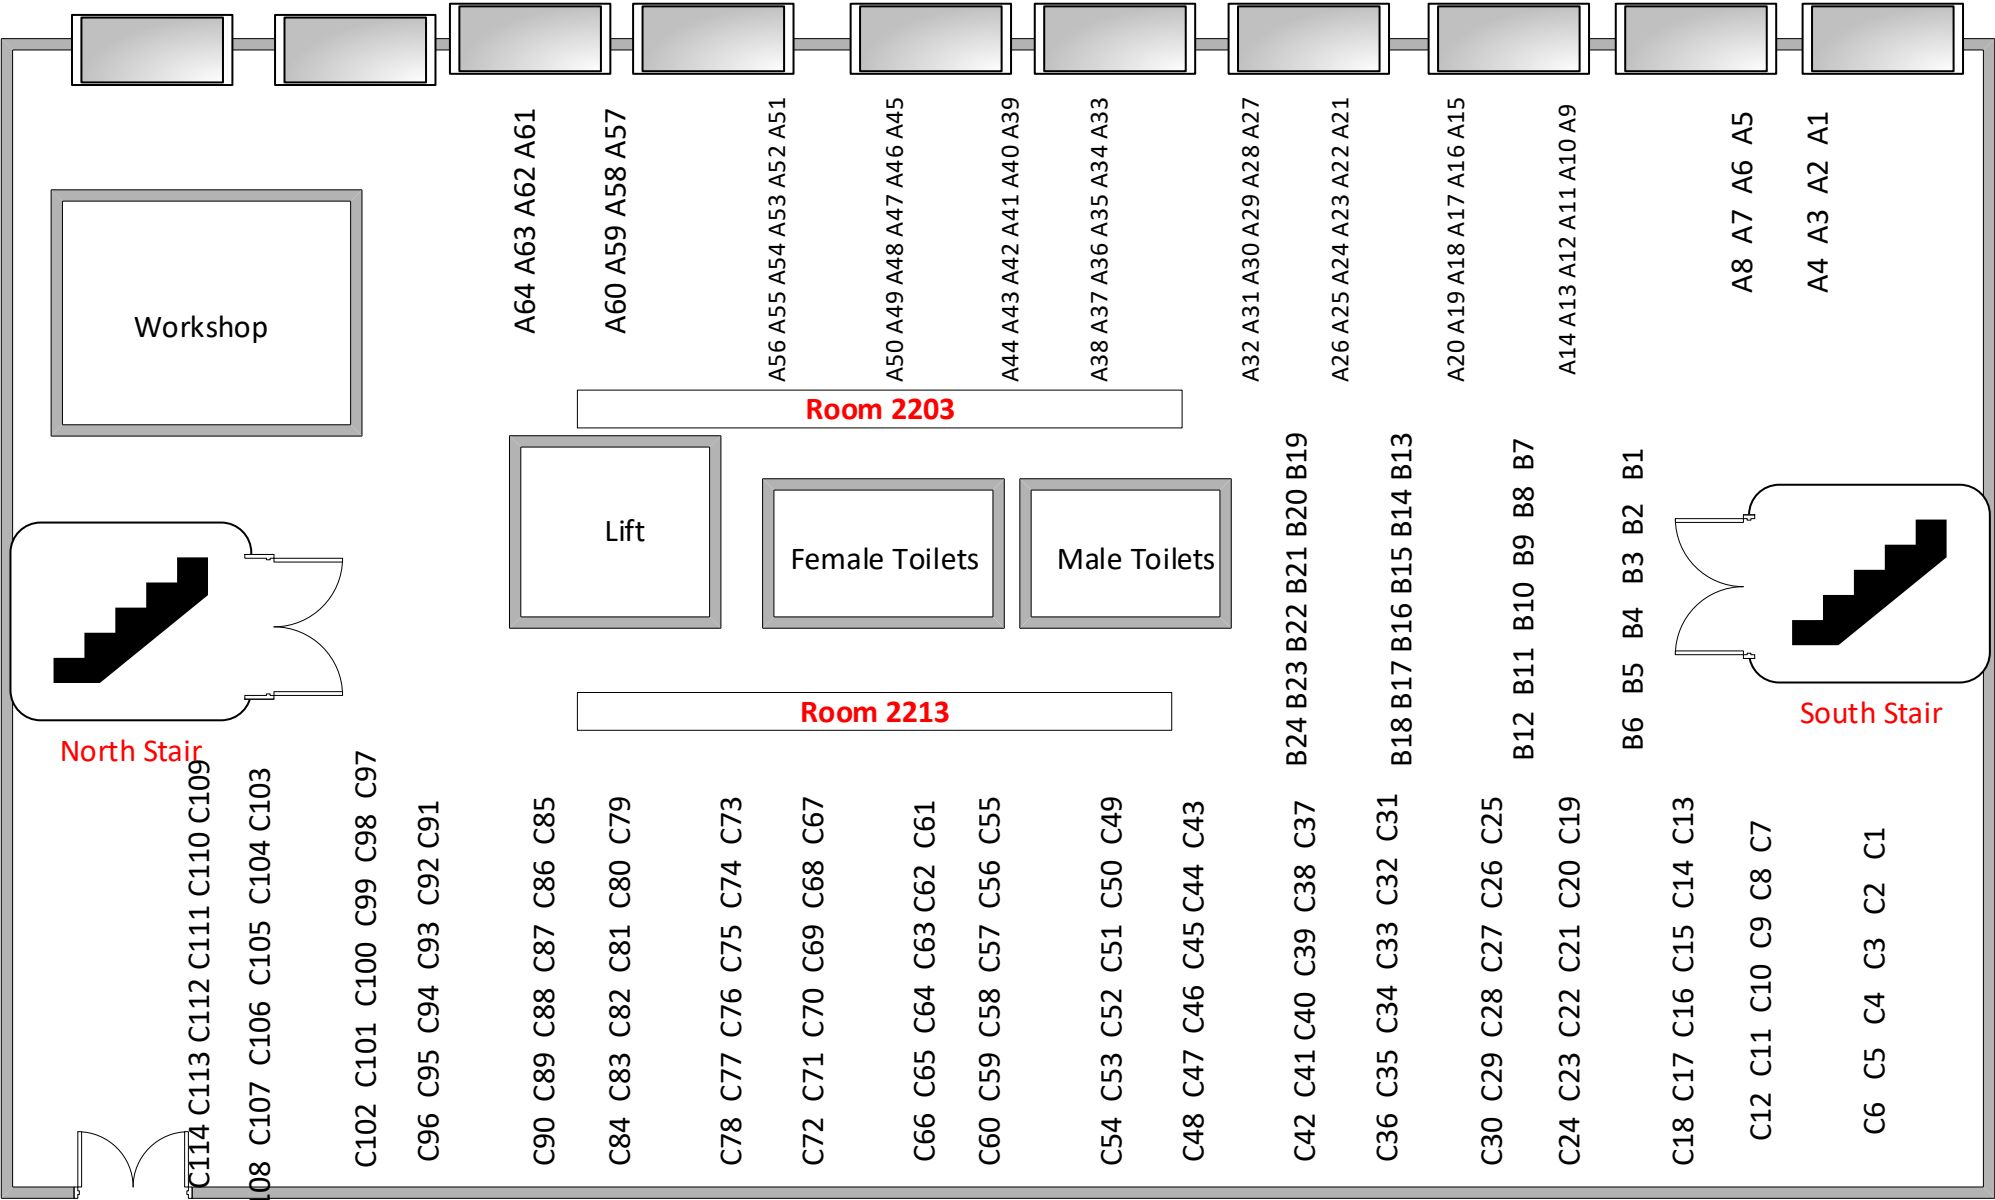 A61 A62 A63 A64
A57 A58 A59 A60
A51 A52 A53 A54 A55 A56
A45 A46 A47 A48 A49 A50
A39 A40 A41 A42 A43 A44
A33 A34 A35 A36 A37 A38
A27 A28 A29 A30 A31 A32
A21 A22 A23 A24 A25 A26
A15 A16 A17 A18 A19 A20
A9 A10 A11 A12 A13 A14
A5 A6 A7 A8
A1 A2 A3 A4
Workshop
Room 2203
Lift
Female Toilets
Male Toilets
B19 B20 B21 B22 B23 B24
B13 B14 B15 B16 B17 B18
B7 B8 B9 B10 B11 B12
B1 B2 B3 B4 B5 B6
Room 2213
South Stair
North Stair
C109 C110 C111 C112 C113 C114
C103 C104 C105 C106 C107 108
C97 C98 C99 C100 C101 C102
C91 C92 C93 C94 C95 C96
C85 C86 C87 C88 C89 C90
C79 C80 C81 C82 C83 C84
C73 C74 C75 C76 C77 C78
C67 C68 C69 C70 C71 C72
C61 C62 C63 C64 C65 C66
C55 C56 C57 C58 C59 C60
C49 C50 C51 C52 C53 C54
C43 C44 C45 C46 C47 C48
C37 C38 C39 C40 C41 C42
C31 C32 C33 C34 C35 C36
C25 C26 C27 C28 C29 C30
C19 C20 C21 C22 C23 C24
C13 C14 C15 C16 C17 C18
C7 C8 C9 C10 C11 C12
C1 C2 C3 C4 C5 C6